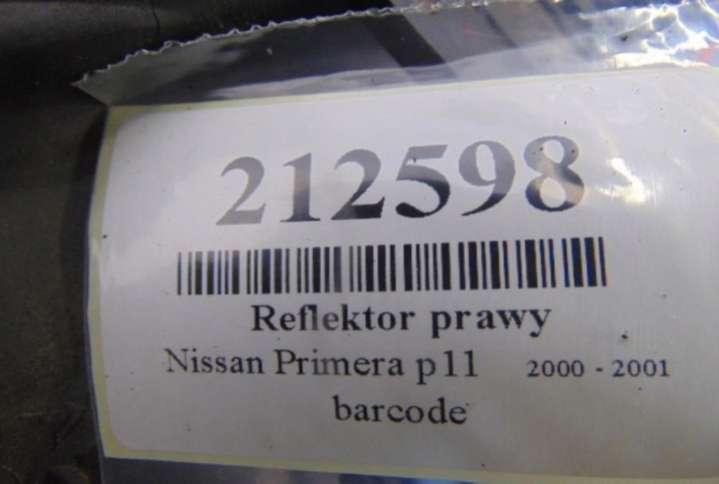 212598
Reflektor prawy
Nissan Primera p11 2000 - 2001
barcode